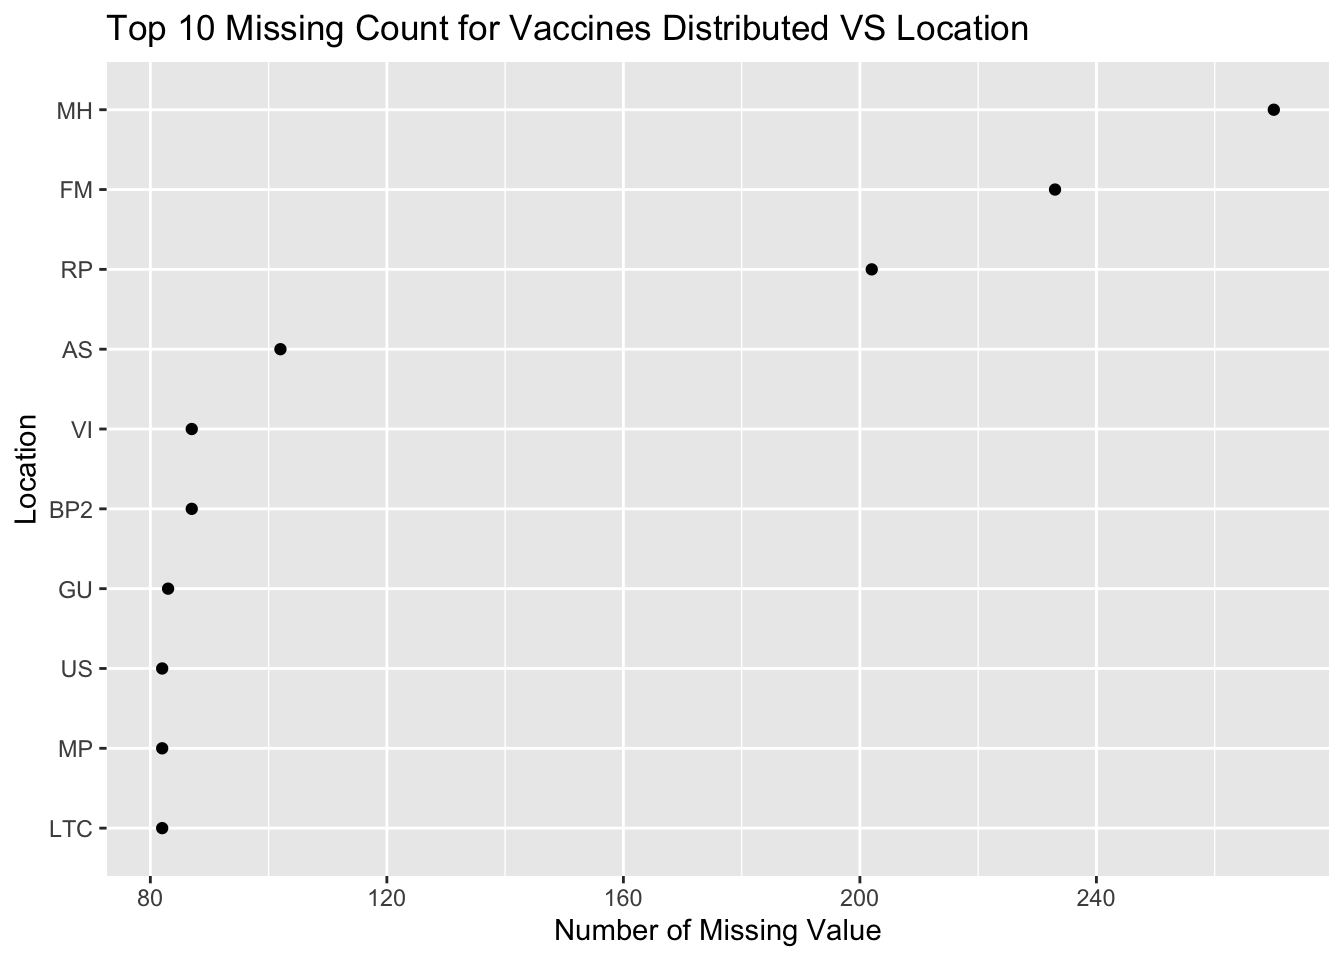 Top 10 Missing Count for Vaccines Distributed VS Location
MH
FM
RP
AS
VI
BP2
GU
US
MP
LTC
Location
80 120 160 200 240
Number of Missing Value